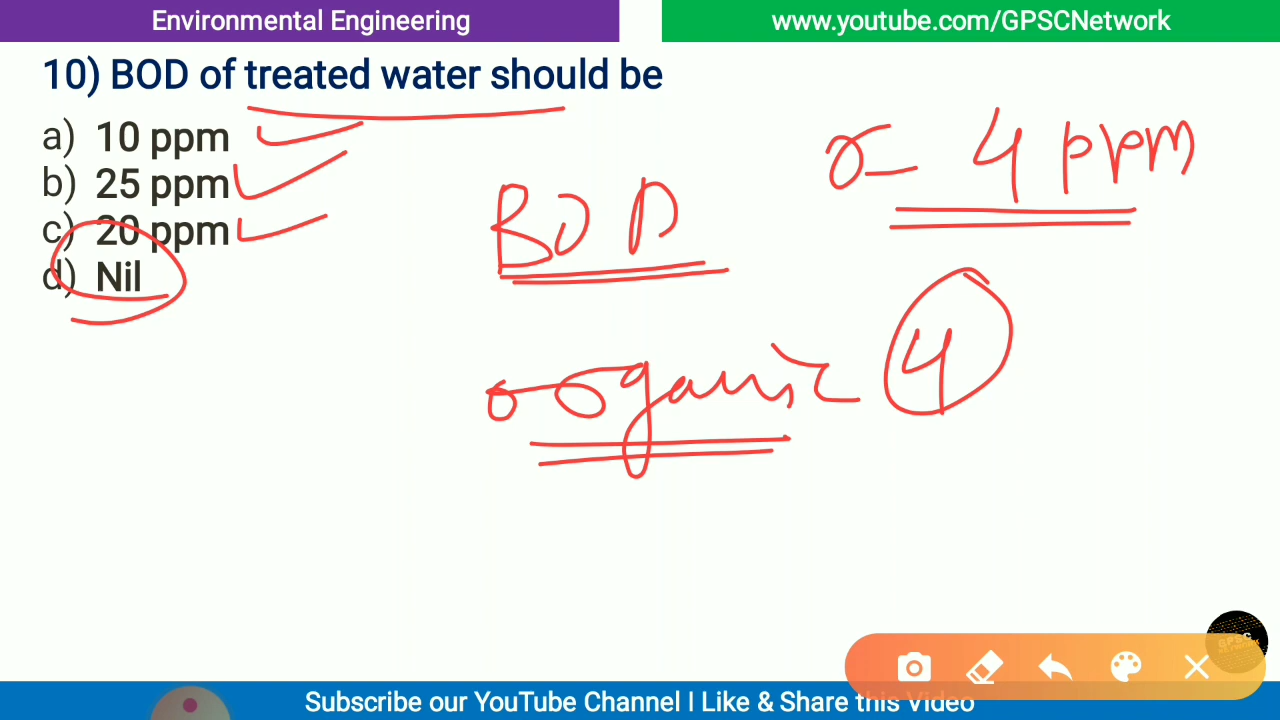 Environmental Engineering
www.youtube.com/GPSCNetwork
10) BOD of treated water should be
a) 10 ppm
b) 25 ppm
c) 20 ppm
d) Nil
4 ppm
BOD
organic 4
GPSC
Subscribe our YouTube Channel I Like & Share this Video